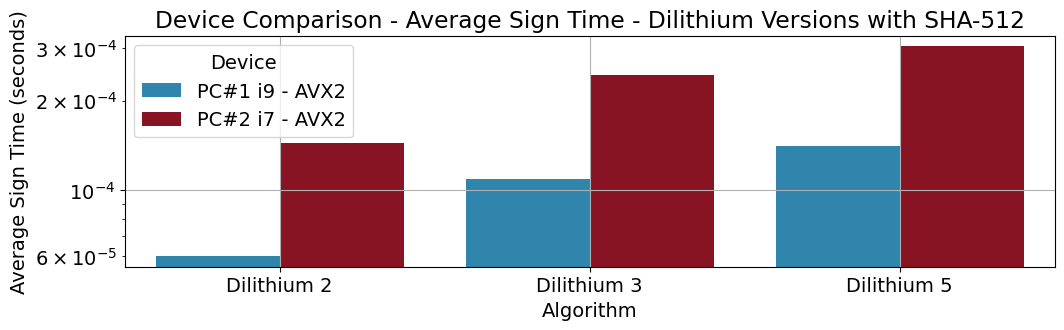 Device Comparison - Average Sign Time - Dilithium Versions with SHA-512
Average Sign Time (seconds)
3 × 10⁻⁴
2 × 10⁻⁴
10⁻⁴
6 × 10⁻⁵
Device
PC#1 i9 - AVX2
PC#2 i7 - AVX2
Dilithium 2
Dilithium 3
Dilithium 5
Algorithm